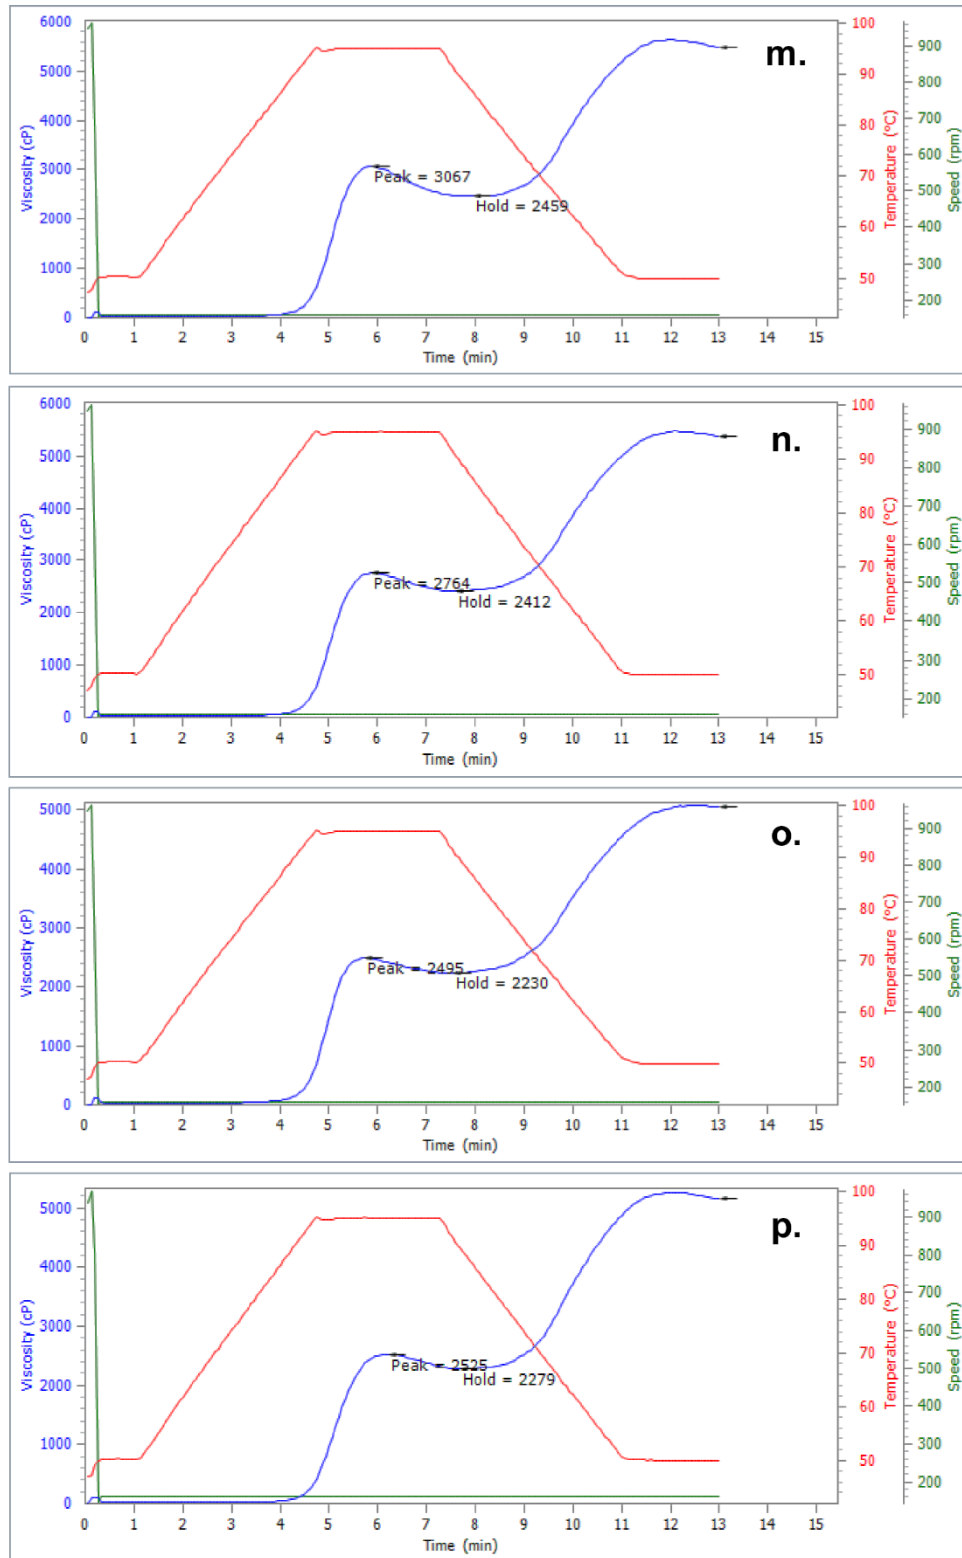 6000
5000
4000
3000
2000
1000
0
Viscosity (cP)
m.
Peak = 3067
Hold = 2459
100
95
90
85
80
75
70
65
60
55
50
Temperature (°C)
900
800
700
600
500
400
300
200
Speed (rpm)
0 1 2 3 4 5 6 7 8 9 10 11 12 13 14 15
Time (min)
6000
5000
4000
3000
2000
1000
0
Viscosity (cP)
n.
Peak = 2764
Hold = 2412
100
90
80
70
60
50
Temperature (°C)
900
800
700
600
500
400
300
200
Speed (rpm)
0 1 2 3 4 5 6 7 8 9 10 11 12 13 14 15
Time (min)
5000
4000
3000
2000
1000
0
Viscosity (cP)
o.
Peak = 2495
Hold = 2230
100
90
80
70
60
50
Temperature (°C)
900
800
700
600
500
400
300
200
Speed (rpm)
0 1 2 3 4 5 6 7 8 9 10 11 12 13 14 15
Time (min)
5000
4000
3000
2000
1000
0
Viscosity (cP)
p.
Peak = 2525
Hold = 2279
100
90
80
70
60
50
Temperature (°C)
900
800
700
600
500
400
300
200
Speed (rpm)
0 1 2 3 4 5 6 7 8 9 10 11 12 13 14 15
Time (min)